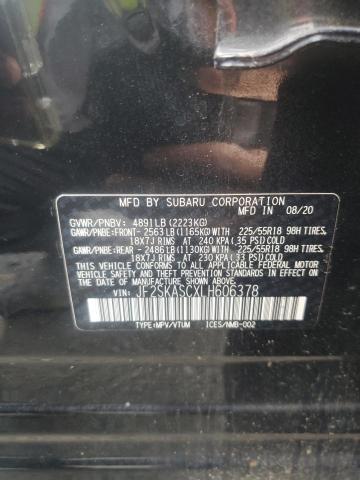 MFD BY SUBARU CORPORATION
MFD IN 08/20
GVWR/PNBV: 4891LB (2223KG)
GAWR/PNBE:FRONT- 2563 LB (1165KG)WITH 225/55R18 98H TIRES,
18X7J RIMS AT 240 KPA ( 35 PSI) COLD
GAWR/PNBE:REAR - 2486LB (1130KG)WITH 225/55R18 98H TIRES,
18X7J RIMS AT 230 KPA ( 33 PSI) COLD
THIS VEHICLE CONFORMS TO ALL APPLICABLE FEDERAL MOTOR
VEHICLE SAFETY AND THEFT PREVENTION STANDARDS IN
EFFECT ON THE DATE OF MANUFACTURE SHOWN ABOVE.
VIN: JF2SKASCXLH606378
TYPE:MPV/VTUM ICES/NMB-002